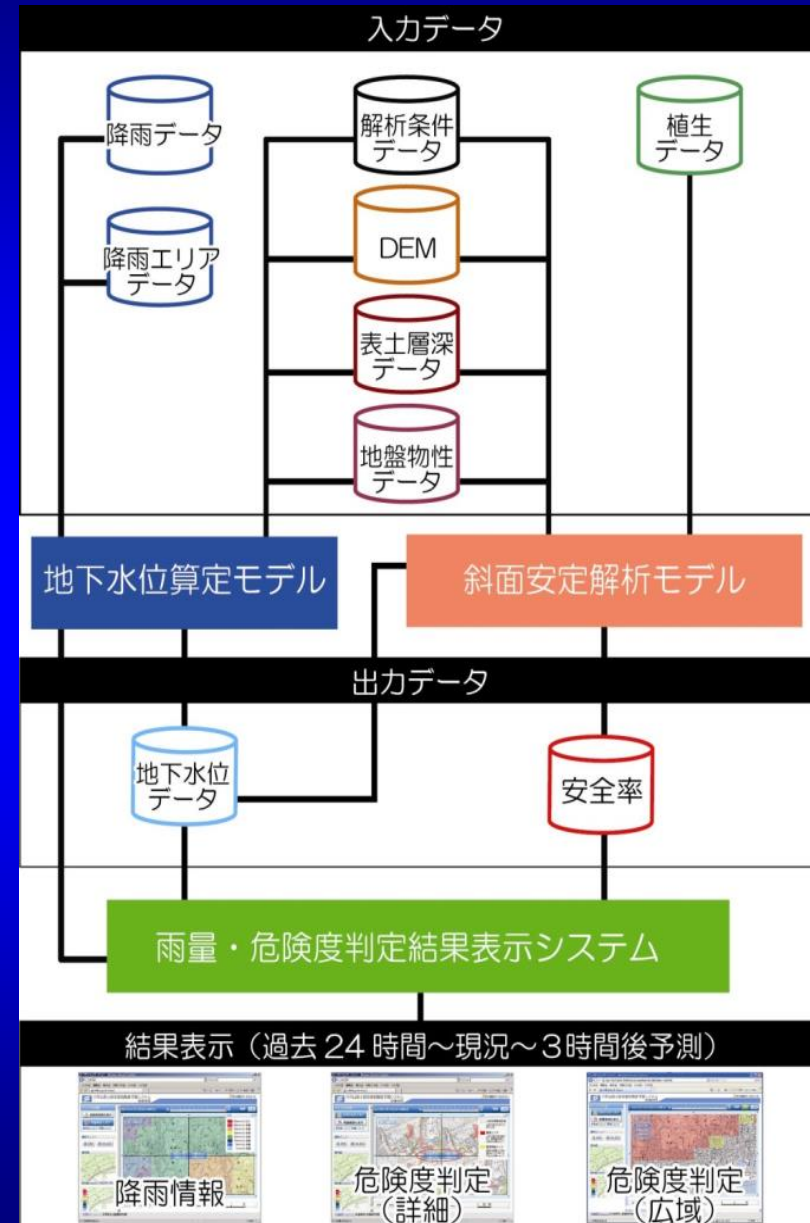 入力データ
降雨データ
解析条件
データ
植生
データ
降雨エリア
データ
DEM
表土層深
データ
地盤物性
データ
地下水位算定モデル
斜面安定解析モデル
出力データ
地下水位
データ
安全率
雨量・危険度判定結果表示システム
結果表示（過去24時間～現況～3時間後予測）
降雨情報
危険度判定
（詳細）
危険度判定
（広域）